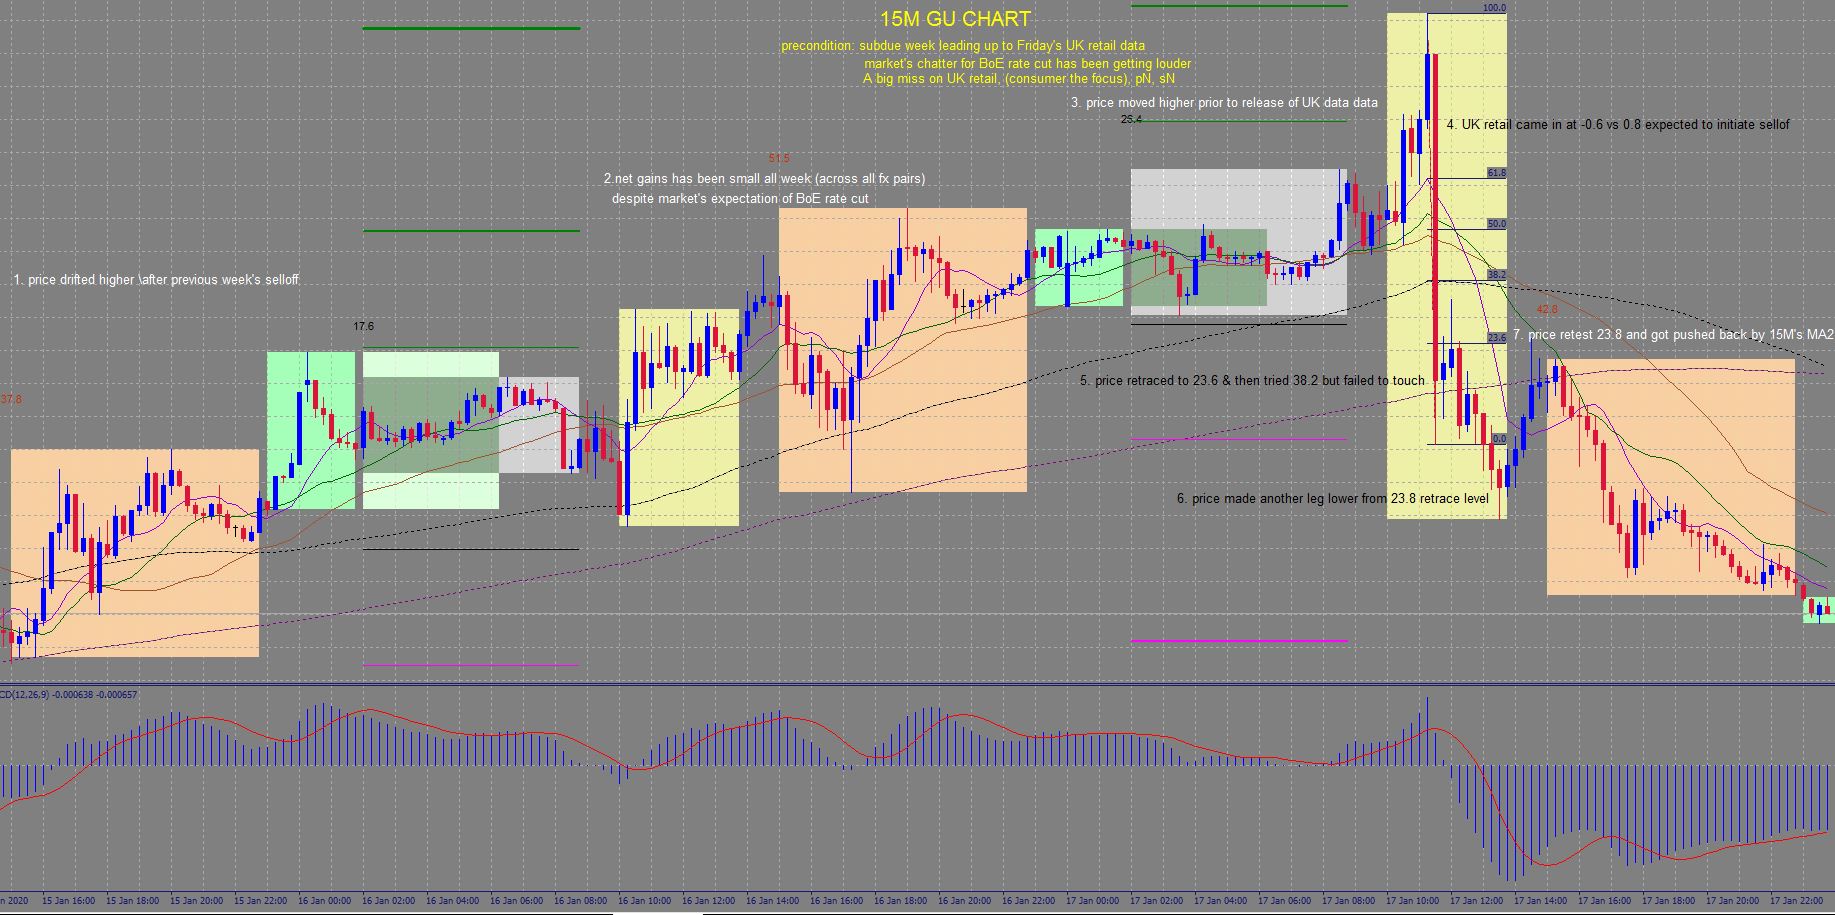 15M GU CHART
precondition: subdue week leading up to Friday's UK retail data
market's chatter for BoE rate cut has been getting louder
A big miss on UK retail, (consumer the focus), pN, sN
100.0
3. price moved higher prior to release of UK data data
26.4
4. UK retail came in at -0.6 vs 0.8 expected to initiate sellof
51.5
2.net gains has been small all week (across all fx pairs)
despite market's expectation of BoE rate cut
61.8
50.0
38.2
1. price drifted higher \after previous week's selloff
42.8
17.6
23.6
7. price retest 23.8 and got pushed back by 15M's MA2
5. price retraced to 23.6 & then tried 38.2 but failed to touch
37.8
0.0
6. price made another leg lower from 23.8 retrace level
CD(12,26,9) -0.000638 -0.000657
n 2020 15 Jan 16:00 15 Jan 18:00 15 Jan 20:00 15 Jan 22:00 16 Jan 00:00 16 Jan 02:00 16 Jan 04:00 16 Jan 06:00 16 Jan 08:00 16 Jan 10:00 16 Jan 12:00 16 Jan 14:00 16 Jan 16:00 16 Jan 18:00 16 Jan 20:00 16 Jan 22:00 17 Jan 00:00 17 Jan 02:00 17 Jan 04:00 17 Jan 06:00 17 Jan 08:00 17 Jan 10:00 17 Jan 12:00 17 Jan 14:00 17 Jan 16:00 17 Jan 18:00 17 Jan 20:00 17 Jan 22:00